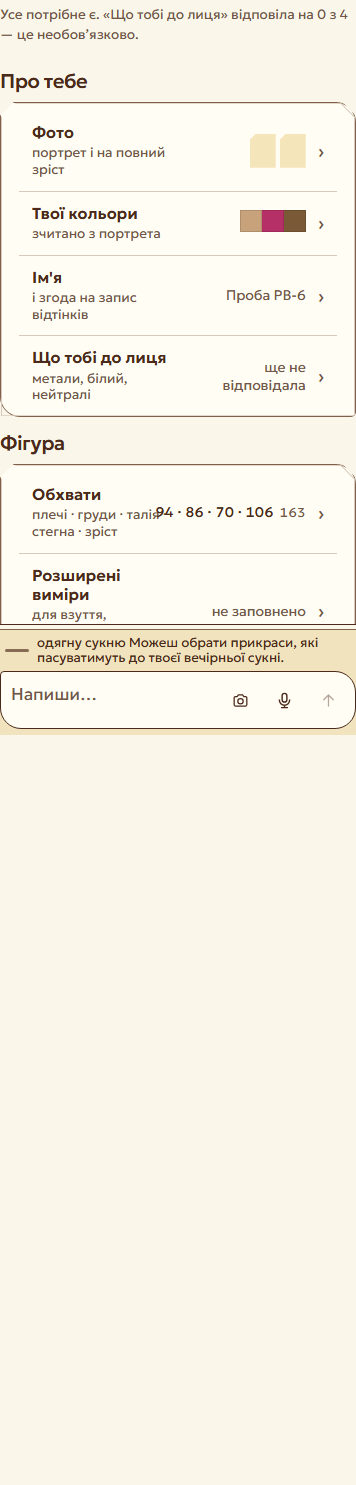 Усе потрібне є. «Що тобі до лиця» відповіла на 0 з 4
— це необов’язково.
Про тебе
Фото
портрет і на повний
зріст
Твої кольори
зчитано з портрета
Ім'я
і згода на запис
відтінків
Проба РВ-6
Що тобі до лиця
метали, білий,
нейтралі
ще не
відповідала
Фігура
Обхвати
плечі · груди · талія ·
стегна · зріст
94 · 86 · 70 · 106 163
Розширені
виміри
для взуття,
не заповнено
одягну сукню Можеш обрати прикраси, які
пасуватимуть до твоєї вечірньої сукні.
Напиши…